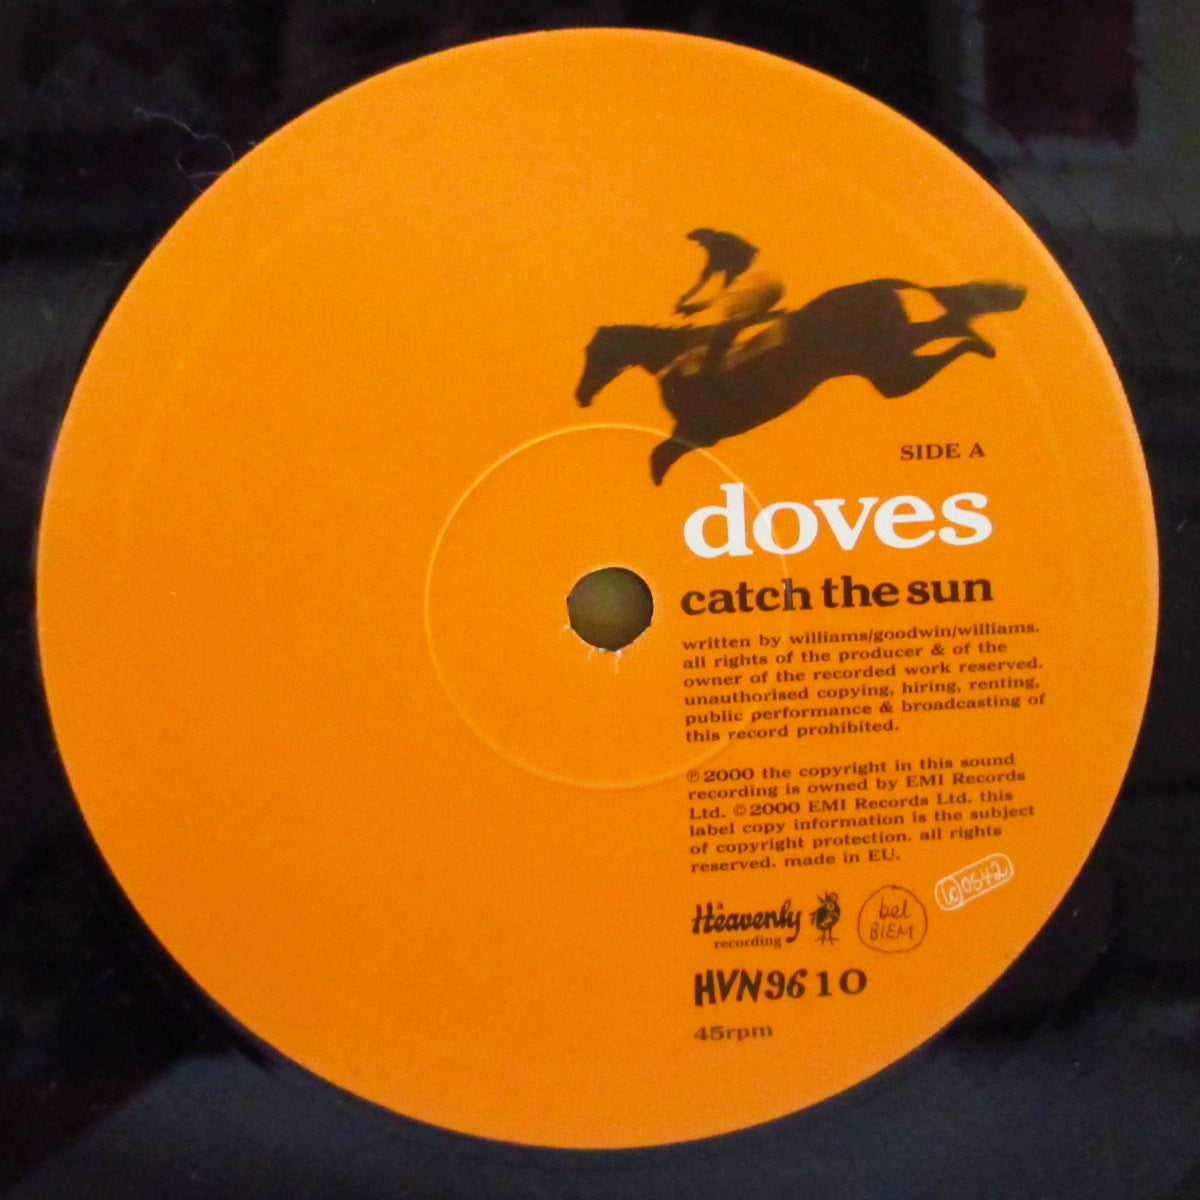 SIDE A
doves
catch the sun
written by williams/goodwin/williams.
all rights of the producer & of the
owner of the recorded work reserved.
unauthorised copying, hiring, renting,
public performance & broadcasting of
this record prohibited.
℗ 2000 the copyright in this sound
recording is owned by EMI Records
Ltd. © 2000 EMI Records Ltd. this
label copy information is the subject
of copyright protection. all rights
reserved. made in EU.
a
Heavenly
recording
bel
BIEM
LC 0542
HVN96 10
45rpm